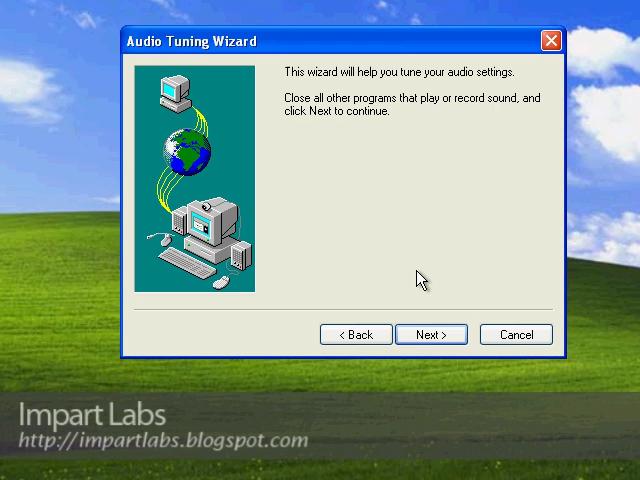 Audio Tuning Wizard
This wizard will help you tune your audio settings.
Close all other programs that play or record sound, and
click Next to continue.
< Back
Next >
Cancel
Impart Labs
http://impartlabs.blogspot.com